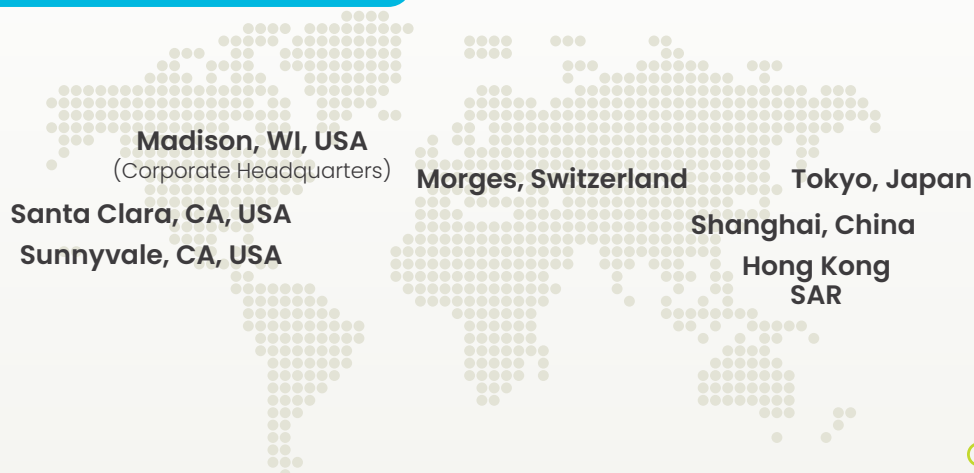 Madison, WI, USA
(Corporate Headquarters)
Santa Clara, CA, USA
Sunnyvale, CA, USA
Morges, Switzerland
Tokyo, Japan
Shanghai, China
Hong Kong
SAR